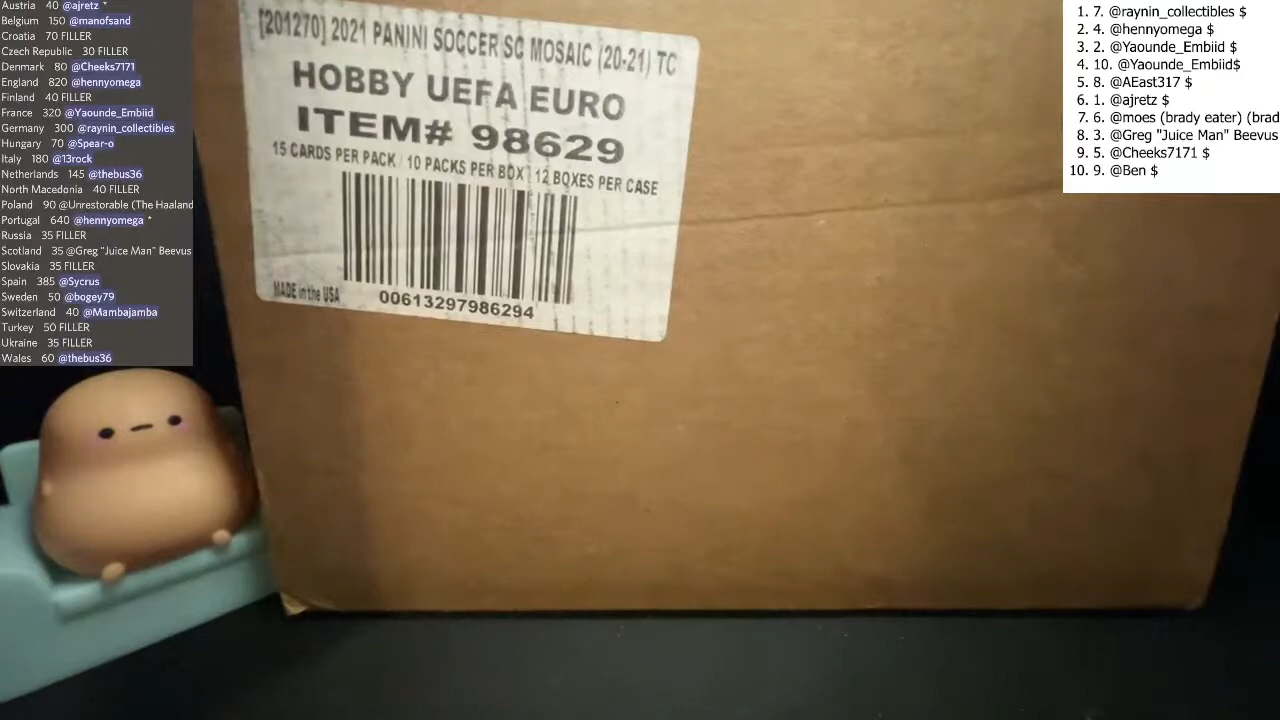 Austria 40 @ajretz *
Belgium 150 @manofsand
Croatia 70 FILLER
Czech Republic 30 FILLER
Denmark 80 @Cheeks7171
England 820 @hennyomega
Finland 40 FILLER
France 320 @Yaounde_Embiid
Germany 300 @raynin_collectibles
Hungary 70 @Spear-o
Italy 180 @13rock
Netherlands 145 @thebus36
North Macedonia 40 FILLER
Poland 90 @Unrestorable (The Haaland
Portugal 640 @hennyomega *
Russia 35 FILLER
Scotland 35 @Greg "Juice Man" Beevus
Slovakia 35 FILLER
Spain 385 @Sycrus
Sweden 50 @bogey79
Switzerland 40 @Mambajamba
Turkey 50 FILLER
Ukraine 35 FILLER
Wales 60 @thebus36
[201270] 2021 PANINI SOCCER SC MOSAIC (20-21) TC
HOBBY UEFA EURO
ITEM# 98629
15 CARDS PER PACK / 10 PACKS PER BOX / 12 BOXES PER CASE
MADE in the USA
00613297986294
1. 7. @raynin_collectibles $
2. 4. @hennyomega $
3. 2. @Yaounde_Embiid $
4. 10. @Yaounde_Embiid$
5. 8. @AEast317 $
6. 1. @ajretz $
7. 6. @moes (brady eater) (brad
8. 3. @Greg "Juice Man" Beevus
9. 5. @Cheeks7171 $
10. 9. @Ben $